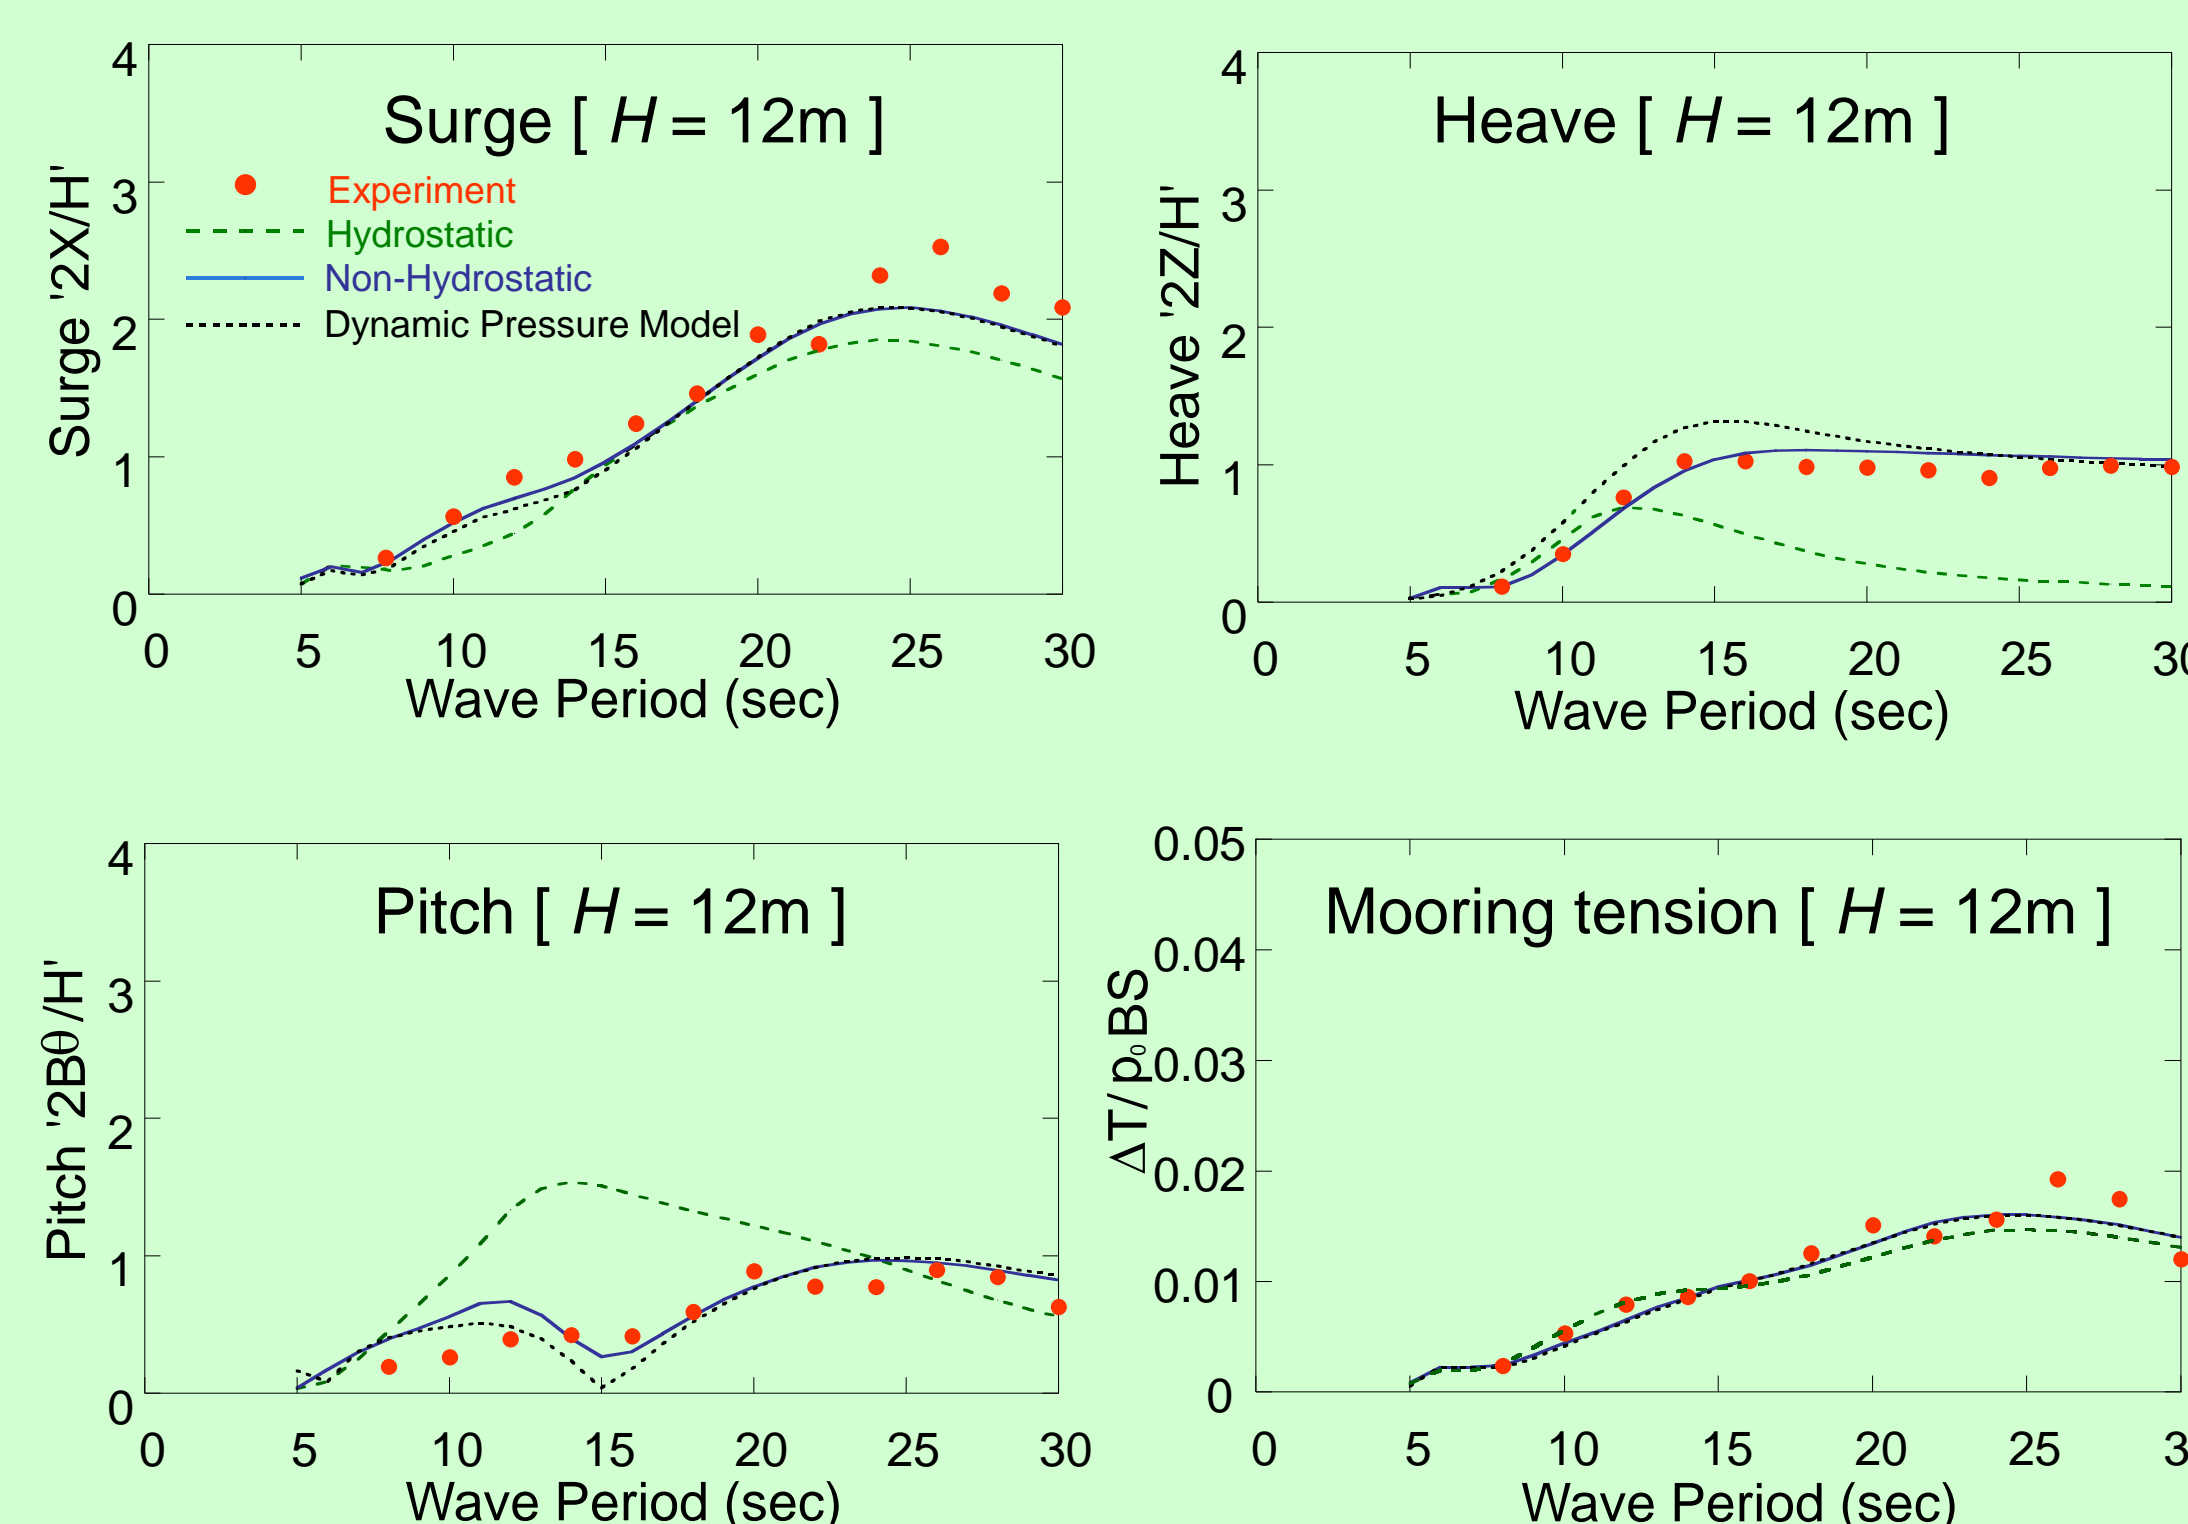 Surge [ H = 12m ]
Experiment
Hydrostatic
Non-Hydrostatic
Dynamic Pressure Model
Surge '2X/H'
4
3
2
1
0
0 5 10 15 20 25 30
Wave Period (sec)
Heave [ H = 12m ]
Heave '2Z/H'
4
3
2
1
0
0 5 10 15 20 25 30
Wave Period (sec)
Pitch [ H = 12m ]
Pitch '2Bθ/H'
4
3
2
1
0
0 5 10 15 20 25 30
Wave Period (sec)
Mooring tension [ H = 12m ]
ΔT/p₀BS
0.05
0.04
0.03
0.02
0.01
0
0 5 10 15 20 25 3
Wave Period (sec)